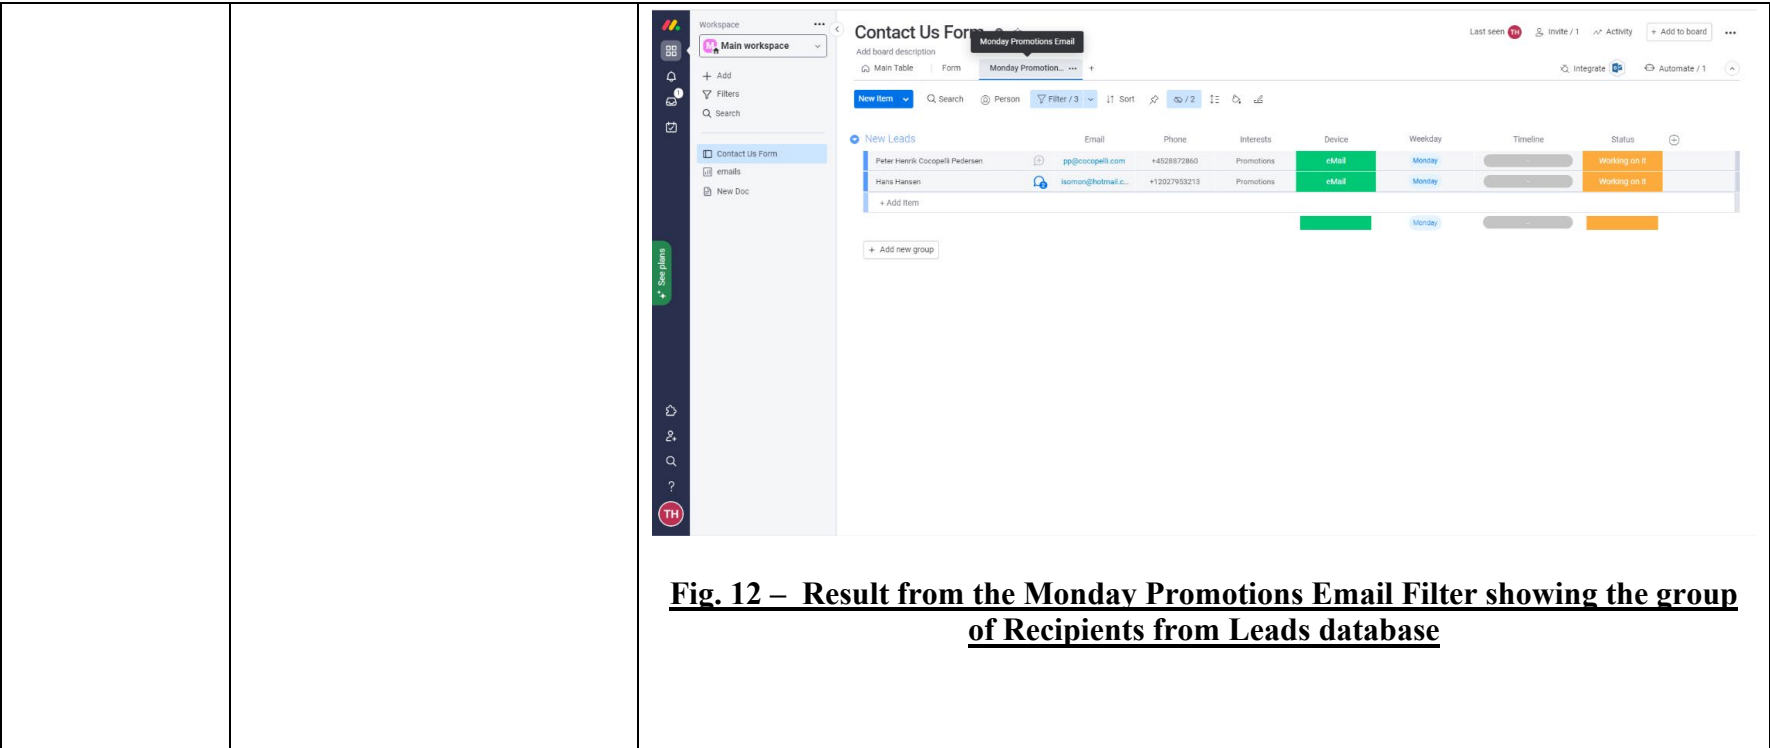 Workspace
M Main workspace
+ Add
Filters
Search
Contact Us Form
emails
New Doc
1
See plans
?
TH
Contact Us Form
Monday Promotions Email
Add board description
Last seen TH Invite / 1 Activity + Add to board
Main Table Form Monday Promotion... +
Integrate Automate / 1
New Item Search Person Filter / 3 Sort / 2
New Leads Email Phone Interests Device Weekday Timeline Status
Peter Henrik Cocopelli Pedersen pp@cocopelli.com +4528872860 Promotions eMail Monday - Working on it
Hans Hansen isomon@hotmail.c... +12027953213 Promotions eMail Monday - Working on it
+ Add Item
Monday -
+ Add new group
Fig. 12 – Result from the Monday Promotions Email Filter showing the group
of Recipients from Leads database